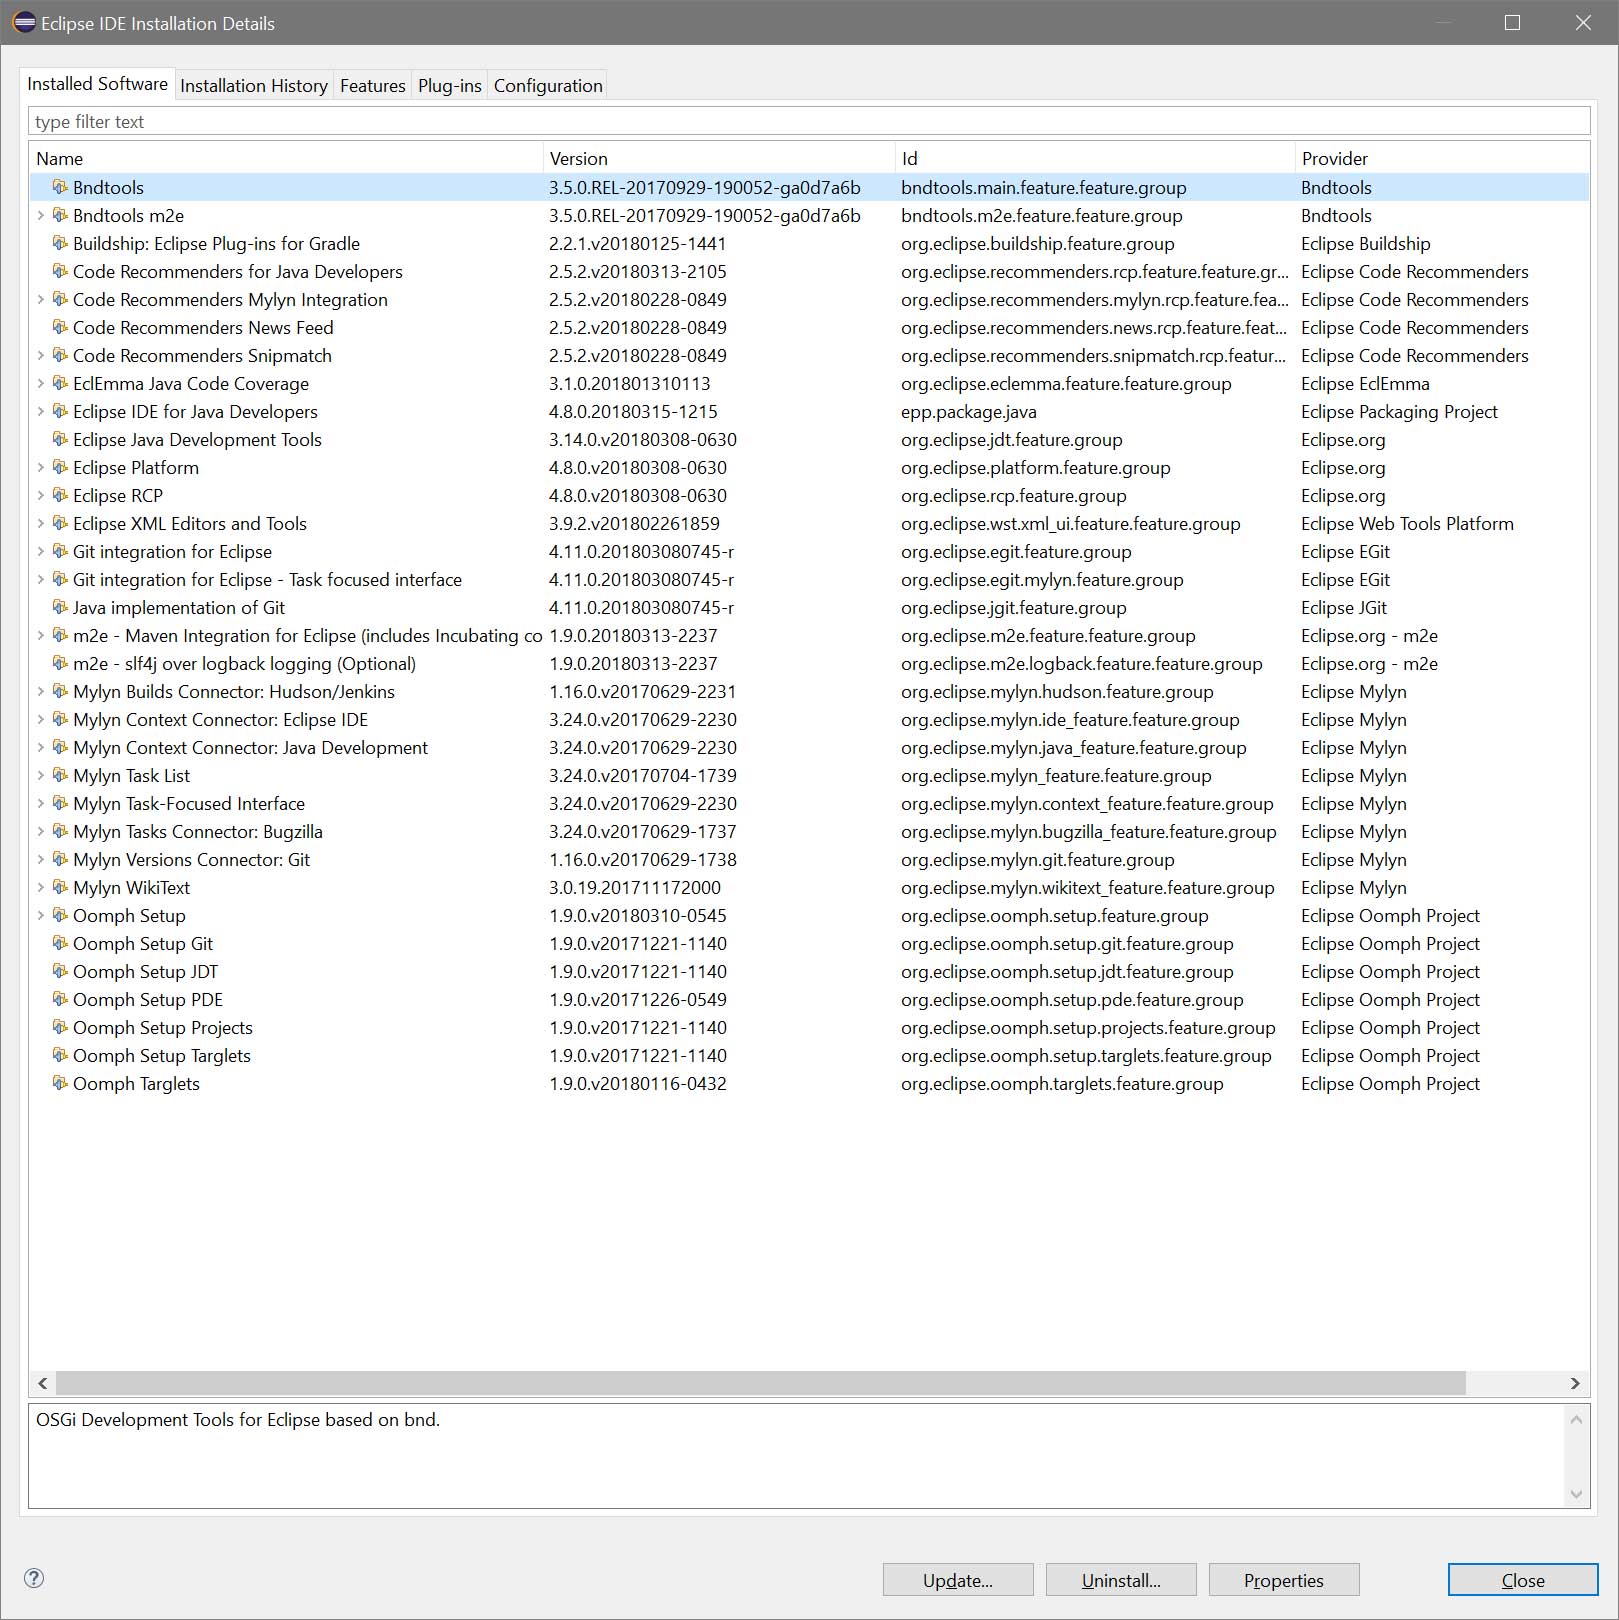 Eclipse IDE Installation Details
Installed Software Installation History Features Plug-ins Configuration
type filter text
Name Version Id Provider
Bndtools 3.5.0.REL-20170929-190052-ga0d7a6b bndtools.main.feature.feature.group Bndtools
Bndtools m2e 3.5.0.REL-20170929-190052-ga0d7a6b bndtools.m2e.feature.feature.group Bndtools
Buildship: Eclipse Plug-ins for Gradle 2.2.1.v20180125-1441 org.eclipse.buildship.feature.group Eclipse Buildship
Code Recommenders for Java Developers 2.5.2.v20180313-2105 org.eclipse.recommenders.rcp.feature.feature.gr... Eclipse Code Recommenders
Code Recommenders Mylyn Integration 2.5.2.v20180228-0849 org.eclipse.recommenders.mylyn.rcp.feature.fea... Eclipse Code Recommenders
Code Recommenders News Feed 2.5.2.v20180228-0849 org.eclipse.recommenders.news.rcp.feature.feat... Eclipse Code Recommenders
Code Recommenders Snipmatch 2.5.2.v20180228-0849 org.eclipse.recommenders.snipmatch.rcp.featur... Eclipse Code Recommenders
EclEmma Java Code Coverage 3.1.0.201801310113 org.eclipse.eclemma.feature.feature.group Eclipse EclEmma
Eclipse IDE for Java Developers 4.8.0.20180315-1215 epp.package.java Eclipse Packaging Project
Eclipse Java Development Tools 3.14.0.v20180308-0630 org.eclipse.jdt.feature.group Eclipse.org
Eclipse Platform 4.8.0.v20180308-0630 org.eclipse.platform.feature.group Eclipse.org
Eclipse RCP 4.8.0.v20180308-0630 org.eclipse.rcp.feature.group Eclipse.org
Eclipse XML Editors and Tools 3.9.2.v201802261859 org.eclipse.wst.xml_ui.feature.feature.group Eclipse Web Tools Platform
Git integration for Eclipse 4.11.0.201803080745-r org.eclipse.egit.feature.group Eclipse EGit
Git integration for Eclipse - Task focused interface 4.11.0.201803080745-r org.eclipse.egit.mylyn.feature.group Eclipse EGit
Java implementation of Git 4.11.0.201803080745-r org.eclipse.jgit.feature.group Eclipse JGit
m2e - Maven Integration for Eclipse (includes Incubating co 1.9.0.20180313-2237 org.eclipse.m2e.feature.feature.group Eclipse.org - m2e
m2e - slf4j over logback logging (Optional) 1.9.0.20180313-2237 org.eclipse.m2e.logback.feature.feature.group Eclipse.org - m2e
Mylyn Builds Connector: Hudson/Jenkins 1.16.0.v20170629-2231 org.eclipse.mylyn.hudson.feature.group Eclipse Mylyn
Mylyn Context Connector: Eclipse IDE 3.24.0.v20170629-2230 org.eclipse.mylyn.ide_feature.feature.group Eclipse Mylyn
Mylyn Context Connector: Java Development 3.24.0.v20170629-2230 org.eclipse.mylyn.java_feature.feature.group Eclipse Mylyn
Mylyn Task List 3.24.0.v20170704-1739 org.eclipse.mylyn_feature.feature.group Eclipse Mylyn
Mylyn Task-Focused Interface 3.24.0.v20170629-2230 org.eclipse.mylyn.context_feature.feature.group Eclipse Mylyn
Mylyn Tasks Connector: Bugzilla 3.24.0.v20170629-1737 org.eclipse.mylyn.bugzilla_feature.feature.group Eclipse Mylyn
Mylyn Versions Connector: Git 1.16.0.v20170629-1738 org.eclipse.mylyn.git.feature.group Eclipse Mylyn
Mylyn WikiText 3.0.19.201711172000 org.eclipse.mylyn.wikitext_feature.feature.group Eclipse Mylyn
Oomph Setup 1.9.0.v20180310-0545 org.eclipse.oomph.setup.feature.group Eclipse Oomph Project
Oomph Setup Git 1.9.0.v20171221-1140 org.eclipse.oomph.setup.git.feature.group Eclipse Oomph Project
Oomph Setup JDT 1.9.0.v20171221-1140 org.eclipse.oomph.setup.jdt.feature.group Eclipse Oomph Project
Oomph Setup PDE 1.9.0.v20171226-0549 org.eclipse.oomph.setup.pde.feature.group Eclipse Oomph Project
Oomph Setup Projects 1.9.0.v20171221-1140 org.eclipse.oomph.setup.projects.feature.group Eclipse Oomph Project
Oomph Setup Targlets 1.9.0.v20171221-1140 org.eclipse.oomph.setup.targlets.feature.group Eclipse Oomph Project
Oomph Targlets 1.9.0.v20180116-0432 org.eclipse.oomph.targlets.feature.group Eclipse Oomph Project
OSGi Development Tools for Eclipse based on bnd.
? Update... Uninstall... Properties Close